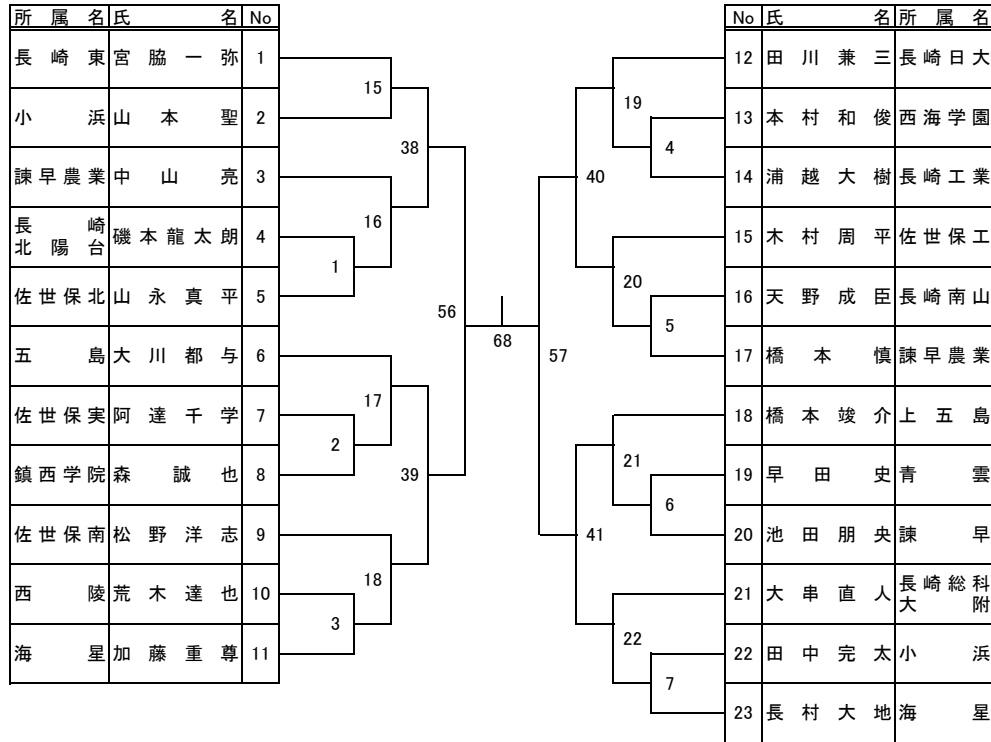 所属名 氏名 No
長崎東 宮脇一弥 1
小浜 山本聖 2
諫早農業 中山亮 3
長崎
北陽台 磯本龍太朗 4
佐世保北 山永真平 5
五島 大川都与 6
佐世保実 阿達千学 7
鎮西学院 森誠也 8
佐世保南 松野洋志 9
西陵 荒木達也 10
海星 加藤重尊 11
15
38
16
1
56
17
2
39
18
3
68
19
4
40
20
5
57
21
6
41
22
7
No 氏名 所属名
12 田川兼三 長崎日大
13 本村和俊 西海学園
14 浦越大樹 長崎工業
15 木村周平 佐世保工
16 天野成臣 長崎南山
17 橋本慎 諫早農業
18 橋本竣介 上五島
19 早田史 青雲
20 池田朋央 諫早
21 大串直人 長崎総科
大附
22 田中完太 小浜
23 長村大地 海星